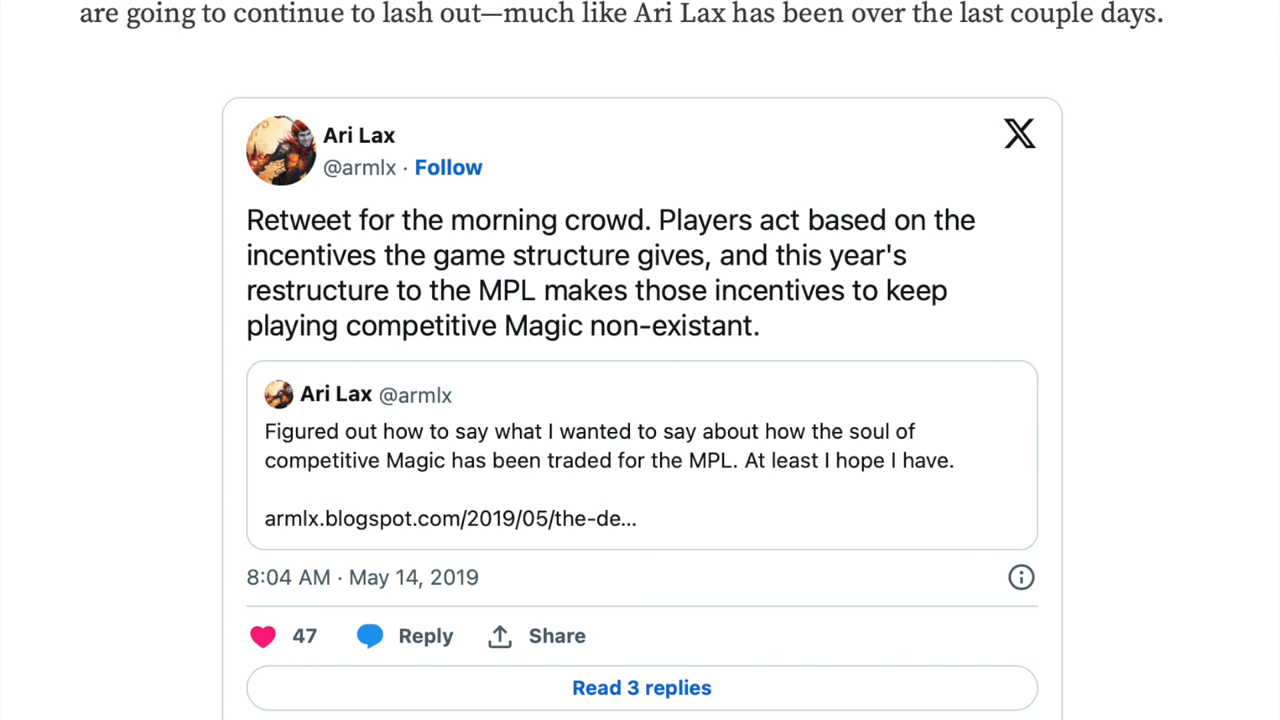 are going to continue to lash out—much like Ari Lax has been over the last couple days.
Ari Lax
@armlx · Follow
Retweet for the morning crowd. Players act based on the
incentives the game structure gives, and this year's
restructure to the MPL makes those incentives to keep
playing competitive Magic non-existant.
Ari Lax @armlx
Figured out how to say what I wanted to say about how the soul of
competitive Magic has been traded for the MPL. At least I hope I have.
armlx.blogspot.com/2019/05/the-de...
8:04 AM · May 14, 2019
47 Reply Share
Read 3 replies